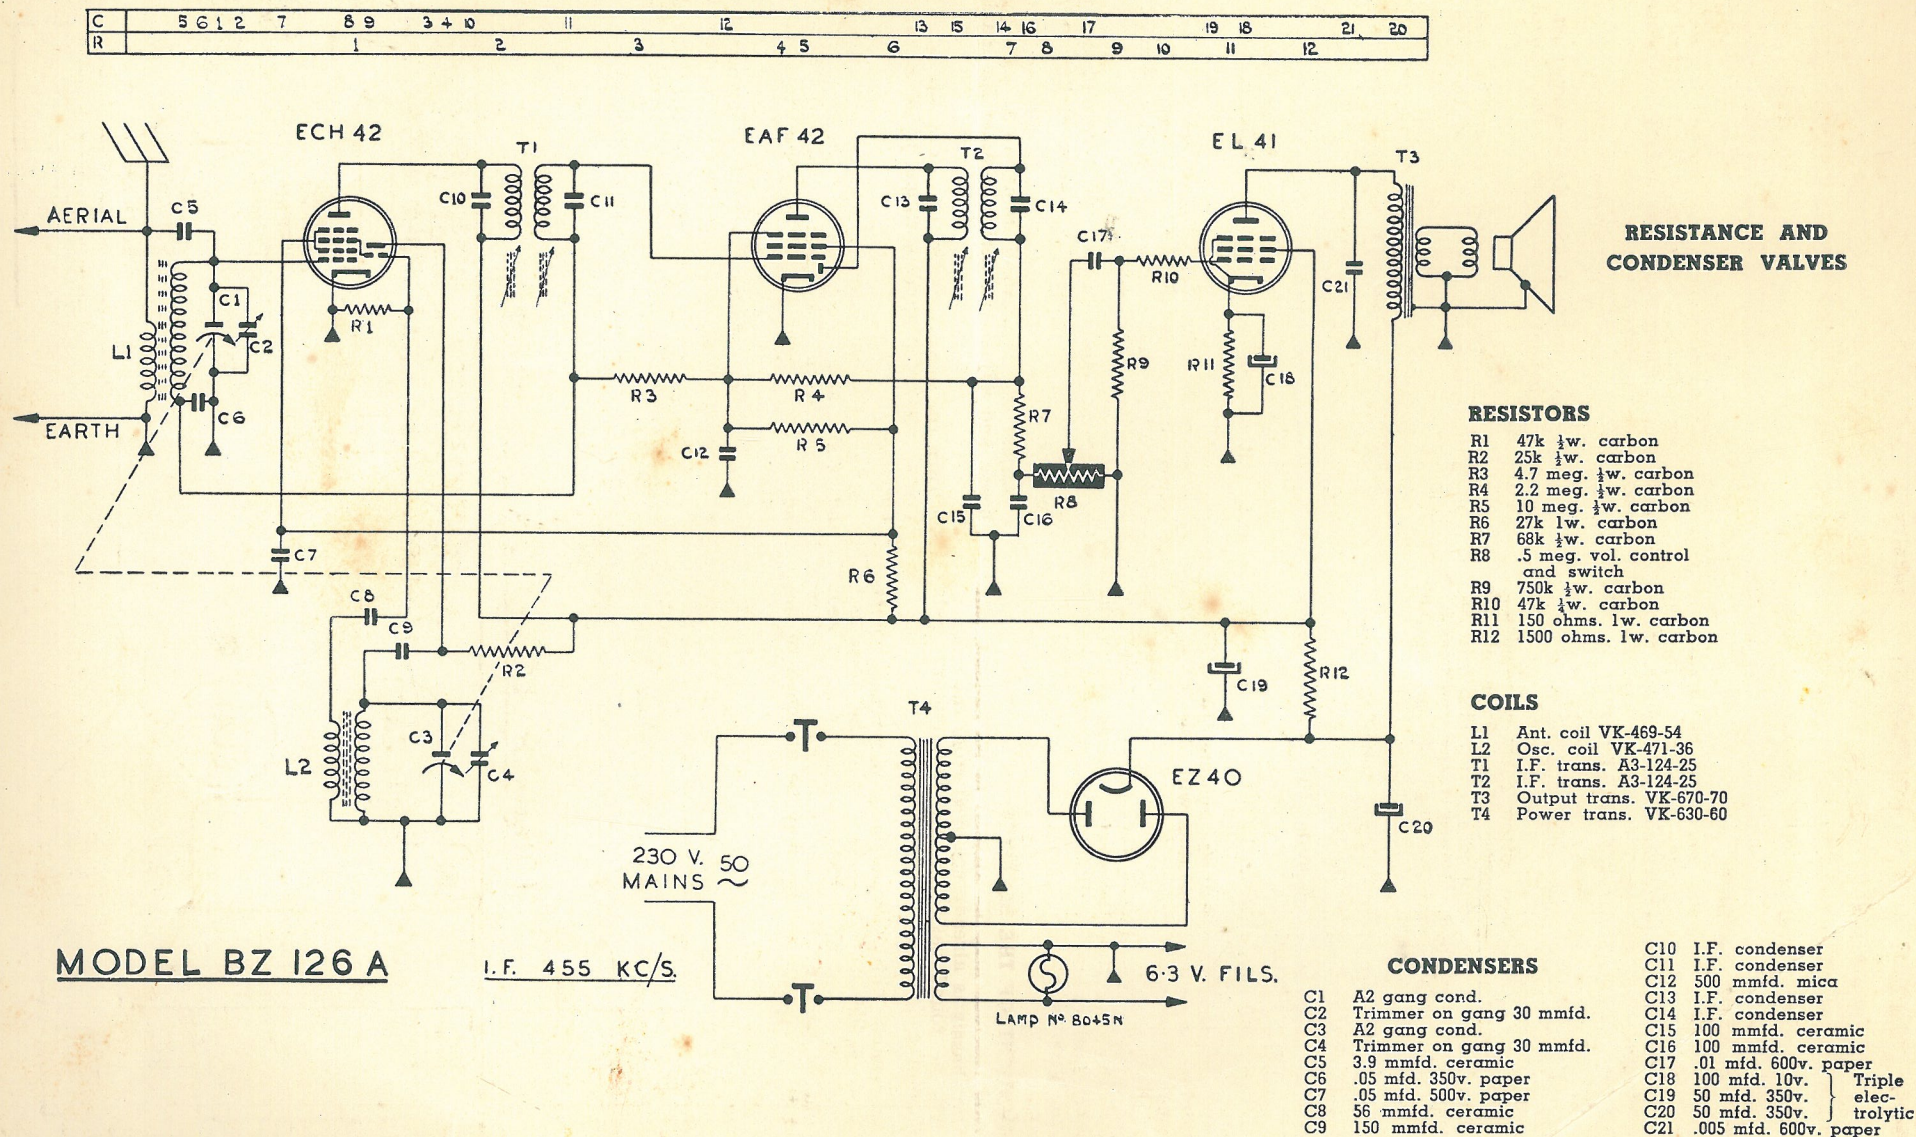 C 5 6 1 2 7 8 9 3 4 10 11 12 13 15 14 16 17 19 18 21 20
R 1 2 3 4 5 6 7 8 9 10 11 12
ECH 42
T1
EAF 42
T2
EL 41
T3
AERIAL
C5
C10
C11
C13
C14
C17
R10
C21
RESISTANCE AND
CONDENSER VALVES
C1
R1
C2
L1
R3
R4
R9
R11
C18
EARTH
C6
R5
C12
R7
R8
C15
C16
C7
R6
C8
C9
R2
C19
R12
T4
C3
C4
L2
EZ40
C20
230 V. 50
MAINS ~
MODEL BZ 126 A
I.F. 455 KC/S.
6·3 V. FILS.
LAMP No. 8045N
RESISTORS
R1 47k ½w. carbon
R2 25k ½w. carbon
R3 4.7 meg. ½w. carbon
R4 2.2 meg. ½w. carbon
R5 10 meg. ½w. carbon
R6 27k 1w. carbon
R7 68k ½w. carbon
R8 .5 meg. vol. control
and switch
R9 750k ½w. carbon
R10 47k ¼w. carbon
R11 150 ohms. 1w. carbon
R12 1500 ohms. 1w. carbon
COILS
L1 Ant. coil VK-469-54
L2 Osc. coil VK-471-36
T1 I.F. trans. A3-124-25
T2 I.F. trans. A3-124-25
T3 Output trans. VK-670-70
T4 Power trans. VK-630-60
CONDENSERS
C1 A2 gang cond.
C2 Trimmer on gang 30 mmfd.
C3 A2 gang cond.
C4 Trimmer on gang 30 mmfd.
C5 3.9 mmfd. ceramic
C6 .05 mfd. 350v. paper
C7 .05 mfd. 500v. paper
C8 56 mmfd. ceramic
C9 150 mmfd. ceramic
C10 I.F. condenser
C11 I.F. condenser
C12 500 mmfd. mica
C13 I.F. condenser
C14 I.F. condenser
C15 100 mmfd. ceramic
C16 100 mmfd. ceramic
C17 .01 mfd. 600v. paper
C18 100 mfd. 10v. } Triple
C19 50 mfd. 350v. } elec-
C20 50 mfd. 350v. } trolytic
C21 .005 mfd. 600v. paper